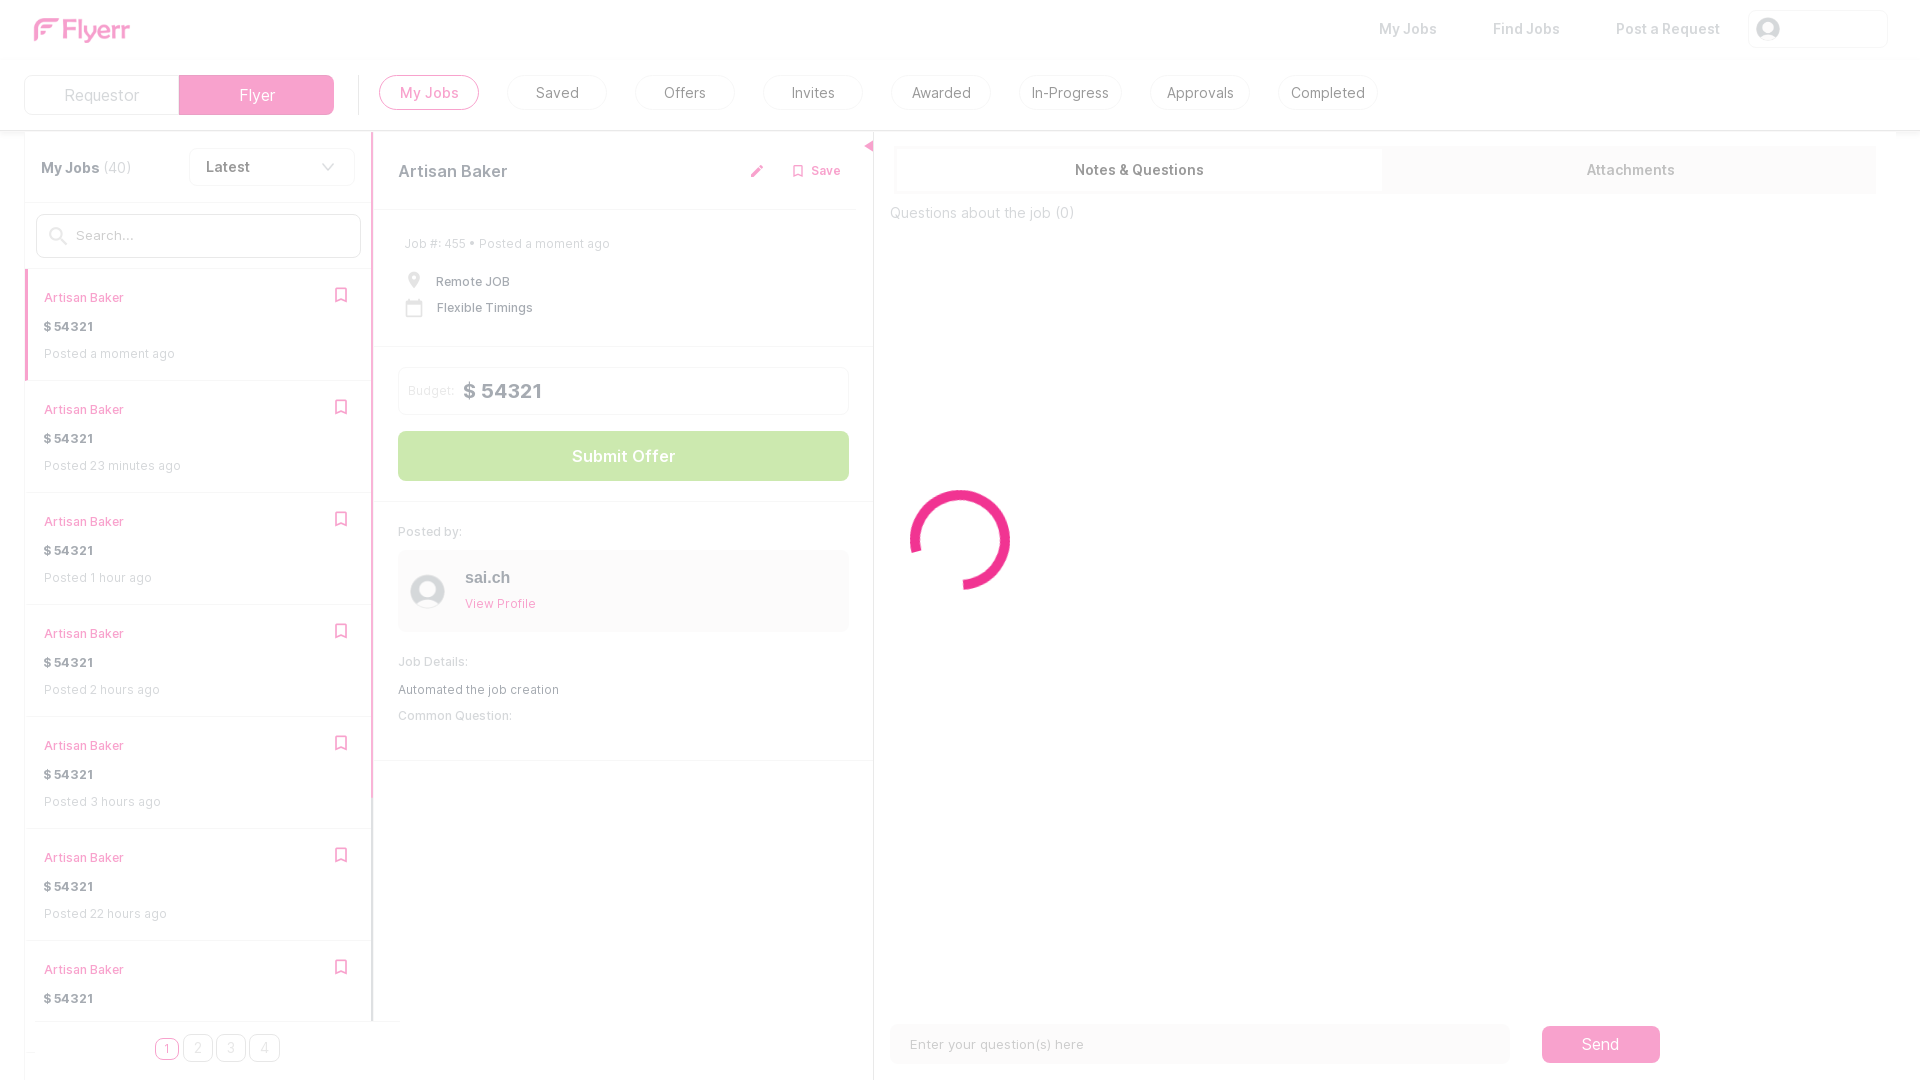 Flyerr
My Jobs
Find Jobs
Post a Request
Requestor
Flyer
My Jobs
Saved
Offers
Invites
Awarded
In-Progress
Approvals
Completed
My Jobs (40)
Latest
Search...
Artisan Baker
$ 54321
Posted a moment ago
Artisan Baker
$ 54321
Posted 23 minutes ago
Artisan Baker
$ 54321
Posted 1 hour ago
Artisan Baker
$ 54321
Posted 2 hours ago
Artisan Baker
$ 54321
Posted 3 hours ago
Artisan Baker
$ 54321
Posted 22 hours ago
Artisan Baker
$ 54321
1
2
3
4
Artisan Baker
Save
Job #: 455 • Posted a moment ago
Remote JOB
Flexible Timings
Budget: $ 54321
Submit Offer
Posted by:
sai.ch
View Profile
Job Details:
Automated the job creation
Common Question:
Notes & Questions
Attachments
Questions about the job (0)
Enter your question(s) here
Send